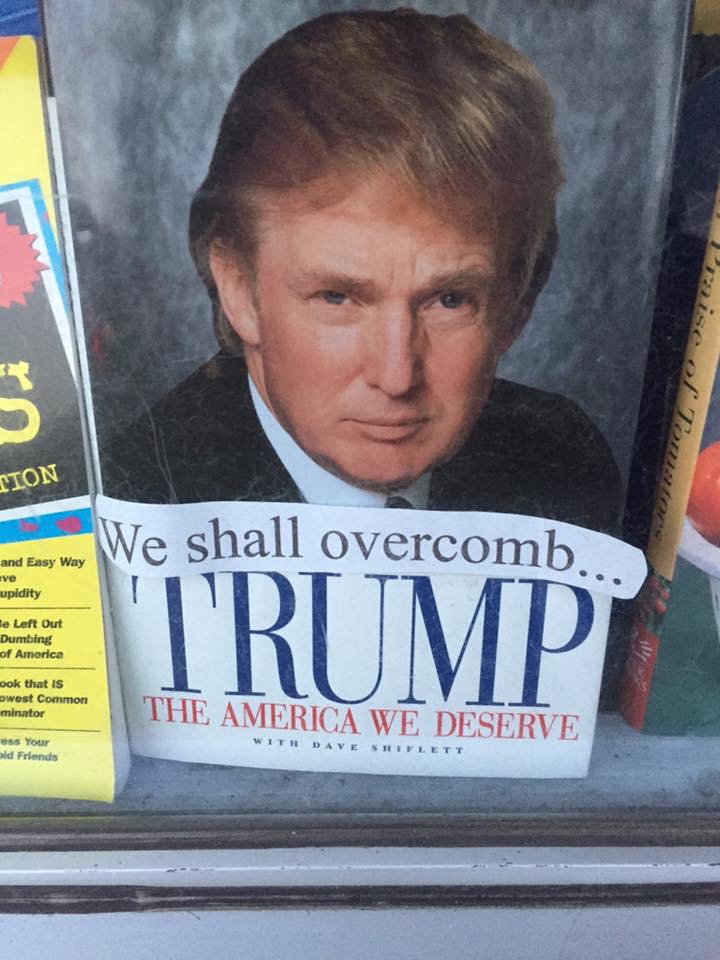 S
TION
and Easy Way
upidity
Be Left Out
Dumbing
of America
ook that IS
owest Common
minator
ess Your
Friends
We shall overcomb...
TRUMP
THE AMERICA WE DESERVE
WITH DAVE SHIFLETT
Praise of Tomatoes